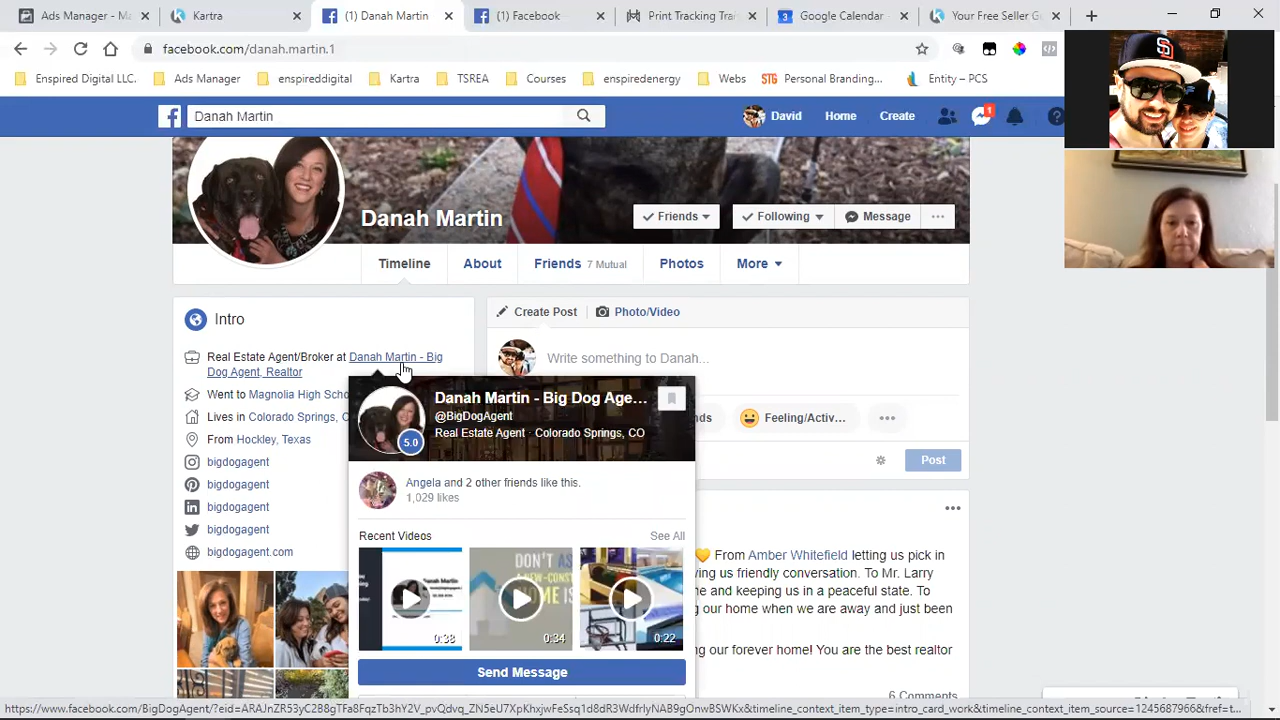 Ads Manager - Ma
Kartra
(1) Danah Martin
(1) Facebook
Print Tracking Tra
Google Calendar -
Your Free Seller G
facebook.com/danah.martin.1
Enspired Digital LLC.
Ads Manager
enspireddigital
Kartra
TSREA
Courses
enspiredenergy
Webs
STG Personal Branding...
Entity – PCS
Danah Martin
David
Home
Create
1
Danah Martin
Friends
Following
Message
Timeline
About
Friends 7 Mutual
Photos
More
Intro
Create Post
Photo/Video
Real Estate Agent/Broker at Danah Martin - Big
Dog Agent, Realtor
Write something to Danah...
Went to Magnolia High Scho
Lives in Colorado Springs, C
From Hockley, Texas
bigdogagent
bigdogagent
bigdogagent
bigdogagent
bigdogagent.com
Danah Martin - Big Dog Age...
@BigDogAgent
Real Estate Agent · Colorado Springs, CO
5.0
Angela and 2 other friends like this.
1,029 likes
Recent Videos
See All
0:38
DON'T AS
0:34
0:22
Send Message
Feeling/Activ...
Post
From Amber Whitefield letting us pick in
ing us friendly conversation. To Mr. Larry
e and keeping us in a peaceful state. To
g our home when we are away and just been
ng our forever home! You are the best realtor
6 Comments